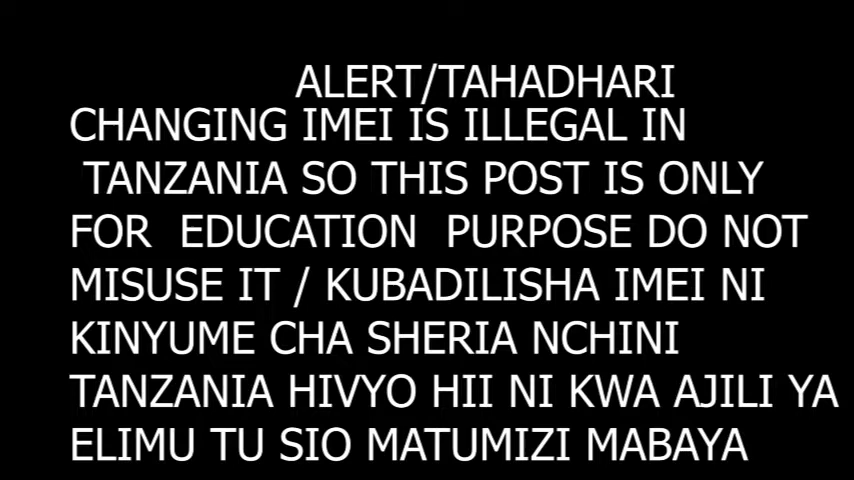 ALERT/TAHADHARI
CHANGING IMEI IS ILLEGAL IN
TANZANIA SO THIS POST IS ONLY
FOR EDUCATION PURPOSE DO NOT
MISUSE IT / KUBADILISHA IMEI NI
KINYUME CHA SHERIA NCHINI
TANZANIA HIVYO HII NI KWA AJILI YA
ELIMU TU SIO MATUMIZI MABAYA